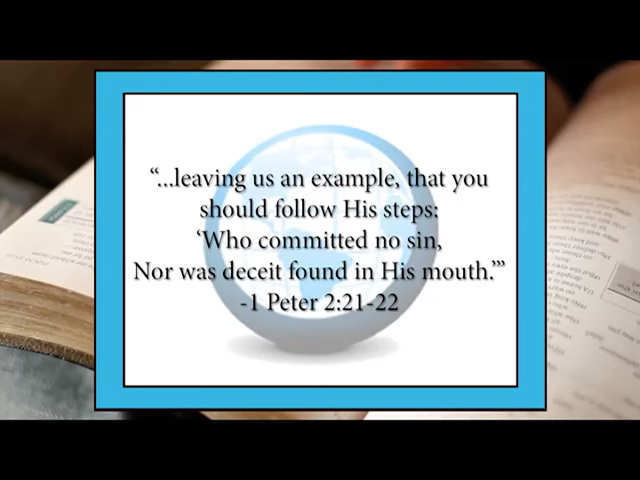 “...leaving us an example, that you
should follow His steps:
‘Who committed no sin,
Nor was deceit found in His mouth.’”
-1 Peter 2:21-22